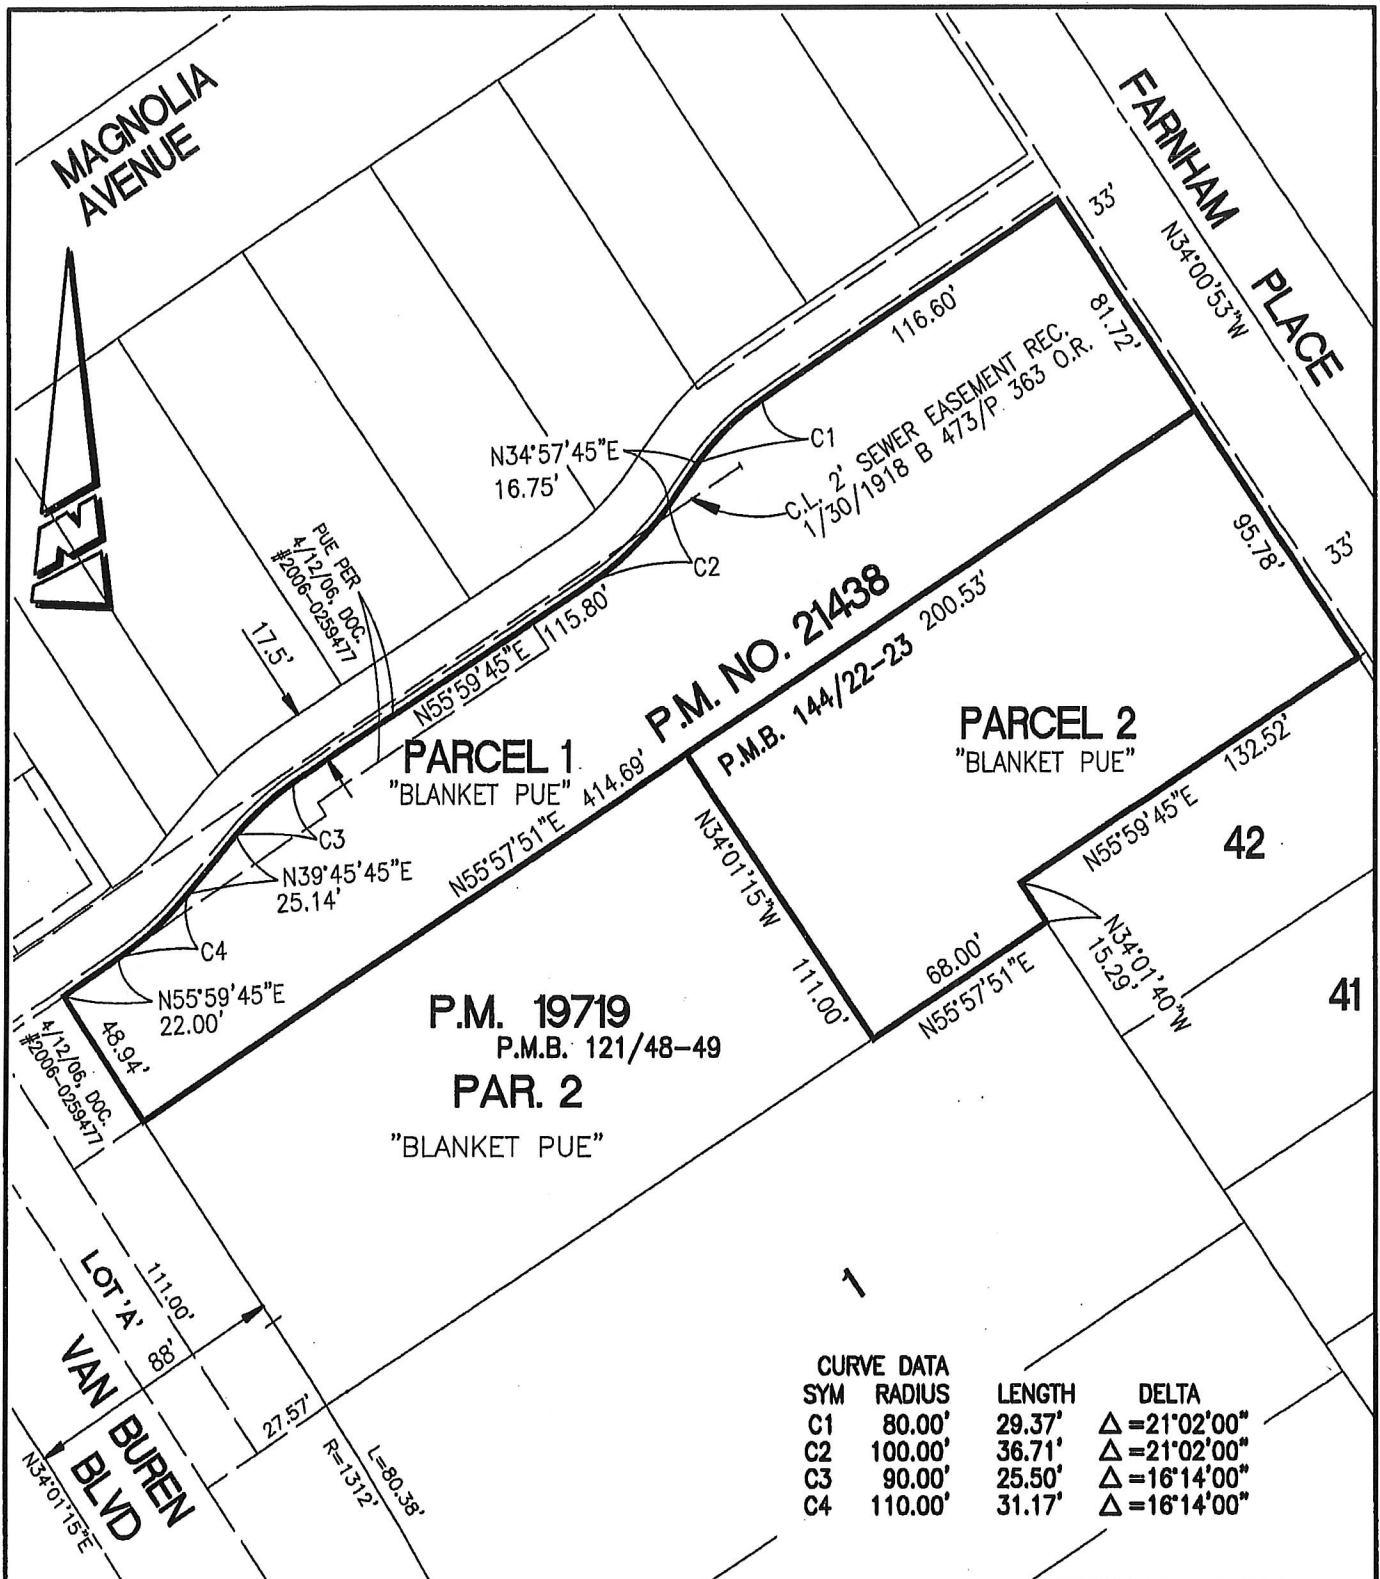 MAGNOLIA
AVENUE
FARNHAM PLACE
N34°00'53"W
33'
81.72'
116.60'
C.L. 2' SEWER EASEMENT REC.
1/30/1918 B 473/P. 363 O.R.
C1
N34°57'45"E
16.75'
C2
95.78'
33'
PUE PER
4/12/06, DOC.
#2006-0259477
17.5'
N55°59'45"E 115.80'
P.M. NO. 21438
P.M.B. 144/22-23
200.53'
PARCEL 1
"BLANKET PUE"
N55°57'51"E 414.69'
PARCEL 2
"BLANKET PUE"
132.52'
N55°59'45"E
42
C3
N39°45'45"E
25.14'
C4
N55°59'45"E
22.00'
N34°01'15"W
111.00'
68.00'
N55°57'51"E
N34°01'40"W
15.29'
41
48.94'
4/12/06, DOC.
#2006-0259477
P.M. 19719
P.M.B. 121/48-49
PAR. 2
"BLANKET PUE"
LOT 'A'
111.00'
88'
VAN BUREN
BLVD
N34°01'15"E
27.57'
L=80.38'
R=1312'
1
CURVE DATA
SYM RADIUS LENGTH DELTA
C1 80.00' 29.37' Δ=21°02'00"
C2 100.00' 36.71' Δ=21°02'00"
C3 90.00' 25.50' Δ=16°14'00"
C4 110.00' 31.17' Δ=16°14'00"